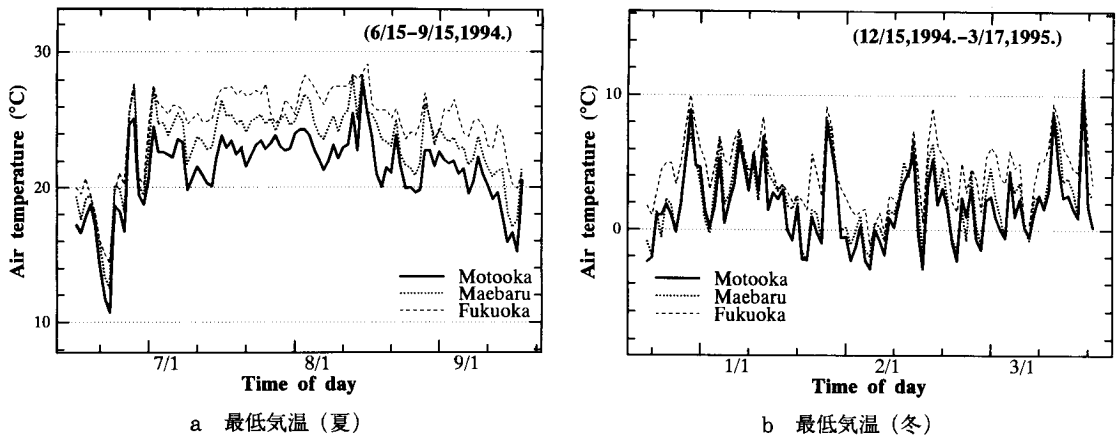 (6/15–9/15,1994.)
Air temperature (°C)
30
20
10
Motooka
Maebaru
Fukuoka
7/1
8/1
9/1
Time of day
a 最低気温（夏）
(12/15,1994.–3/17,1995.)
Air temperature (°C)
10
0
Motooka
Maebaru
Fukuoka
1/1
2/1
3/1
Time of day
b 最低気温（冬）